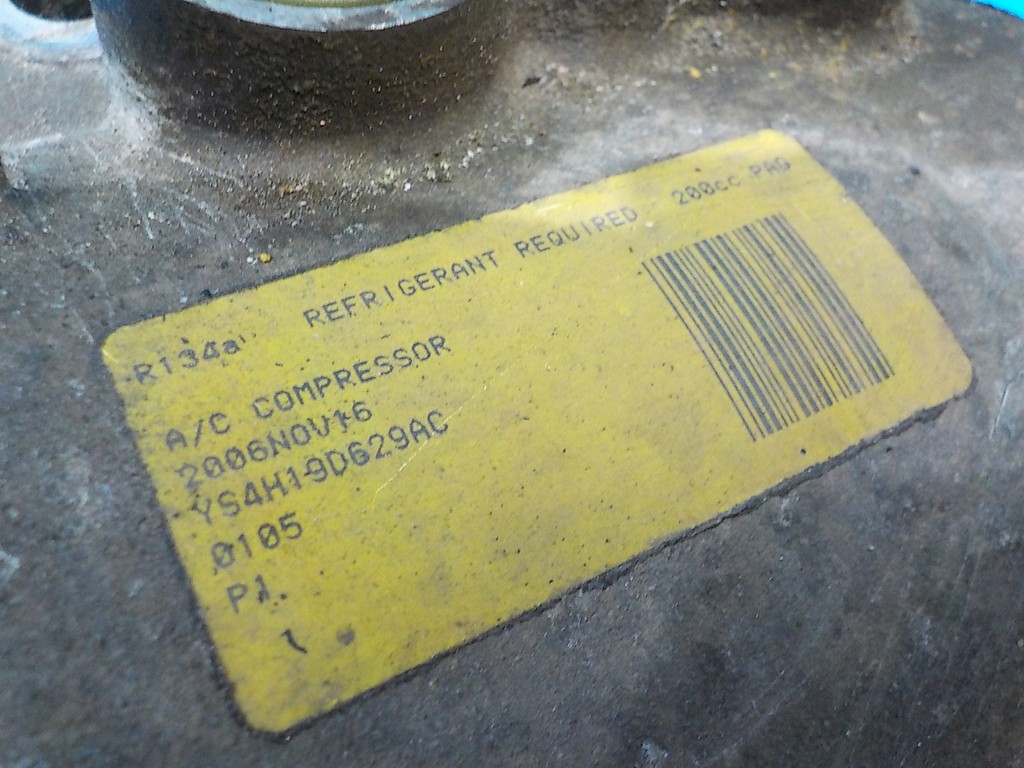 R134a REFRIGERANT REQUIRED 200cc PAG
A/C COMPRESSOR
2006NOV16
YS4H19D629AC
0105
P1